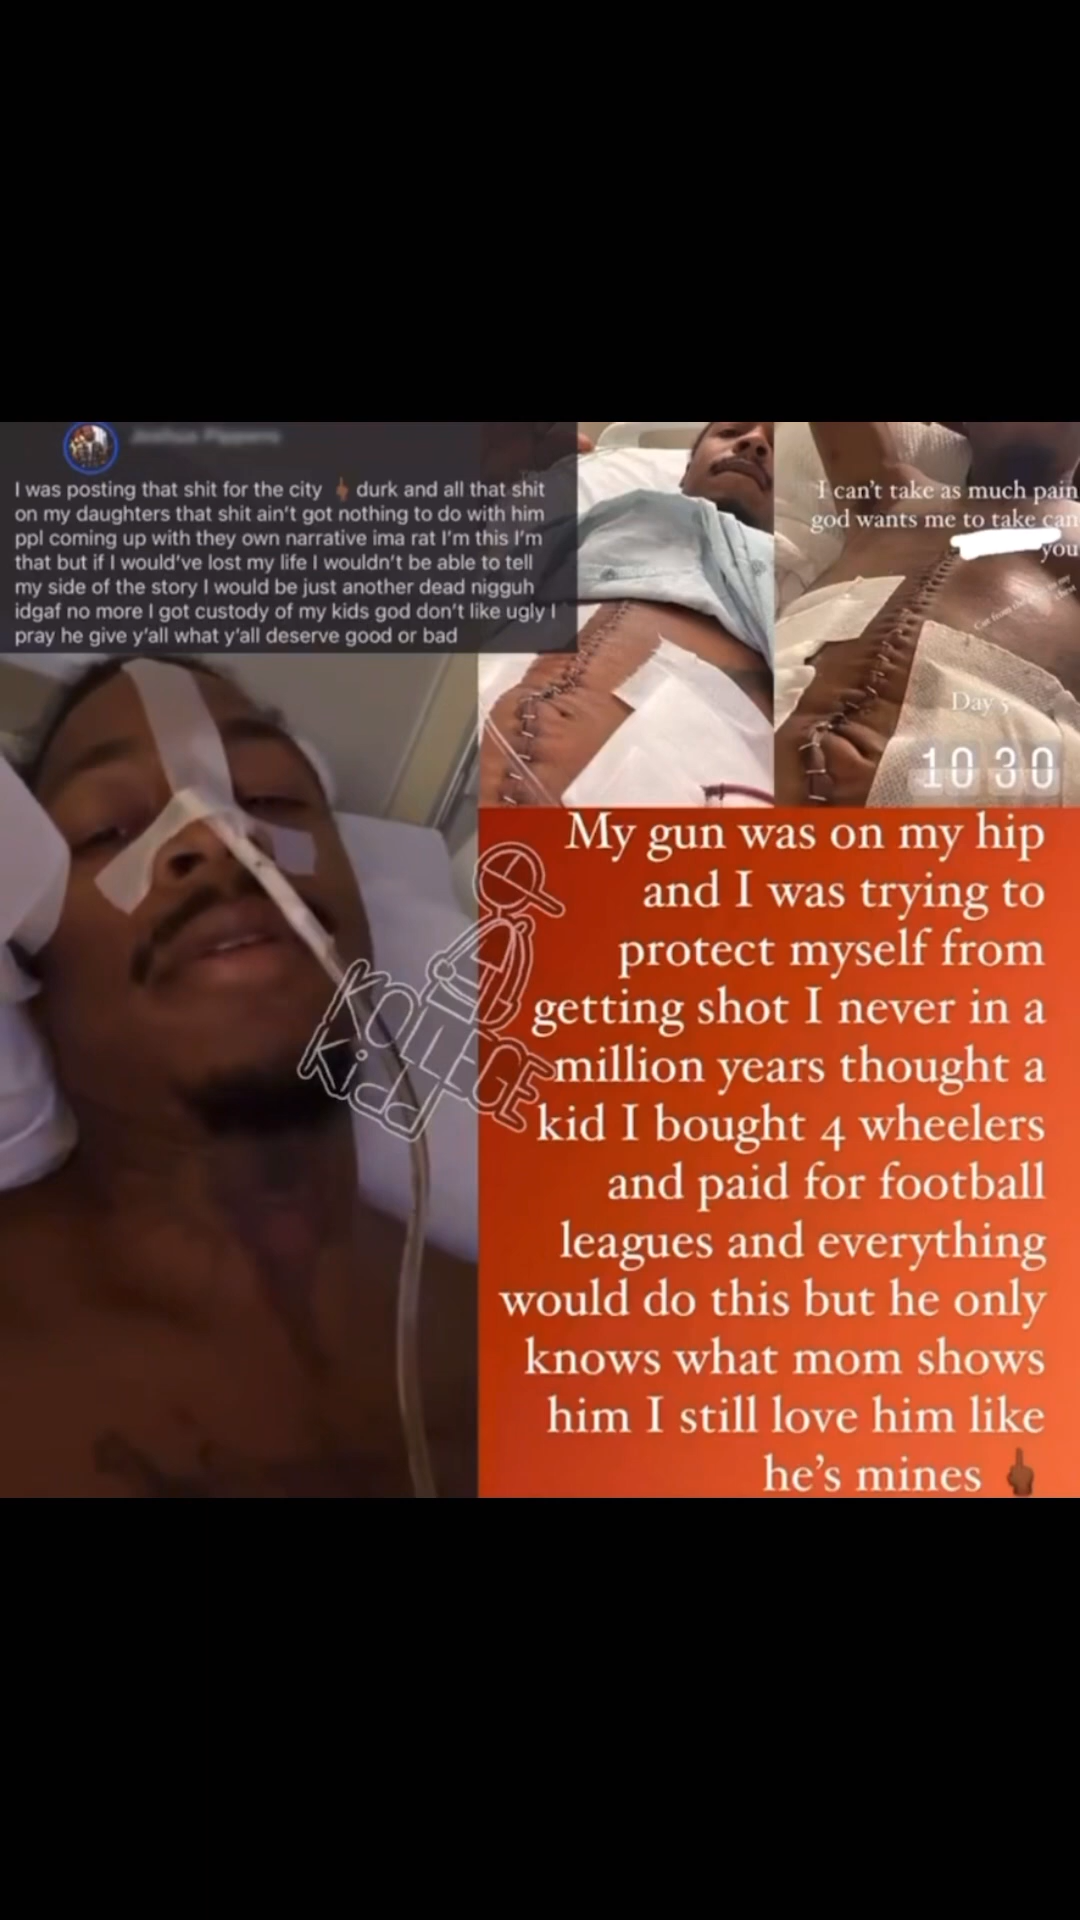 I was posting that shit for the city 🖕🏾 durk and all that shit
on my daughters that shit ain't got nothing to do with him
ppl coming up with they own narrative ima rat I'm this I'm
that but if I would've lost my life I wouldn't be able to tell
my side of the story I would be just another dead nigguh
idgaf no more I got custody of my kids god don't like ugly I
pray he give y'all what y'all deserve good or bad
I can't take as much pain
god wants me to take can
you
Cut from the
my
chest
Day 5
10 30
My gun was on my hip
and I was trying to
protect myself from
getting shot I never in a
million years thought a
kid I bought 4 wheelers
and paid for football
leagues and everything
would do this but he only
knows what mom shows
him I still love him like
he's mines 🖕🏾
KOLLEGE
Kidd